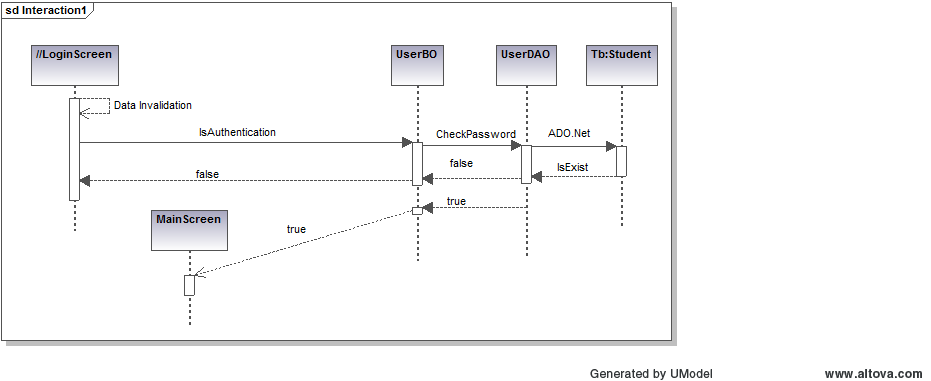 sd Interaction1
//LoginScreen
UserBO
UserDAO
Tb:Student
Data Invalidation
IsAuthentication
CheckPassword
ADO.Net
false
IsExist
false
true
MainScreen
true
Generated by UModel
www.altova.com